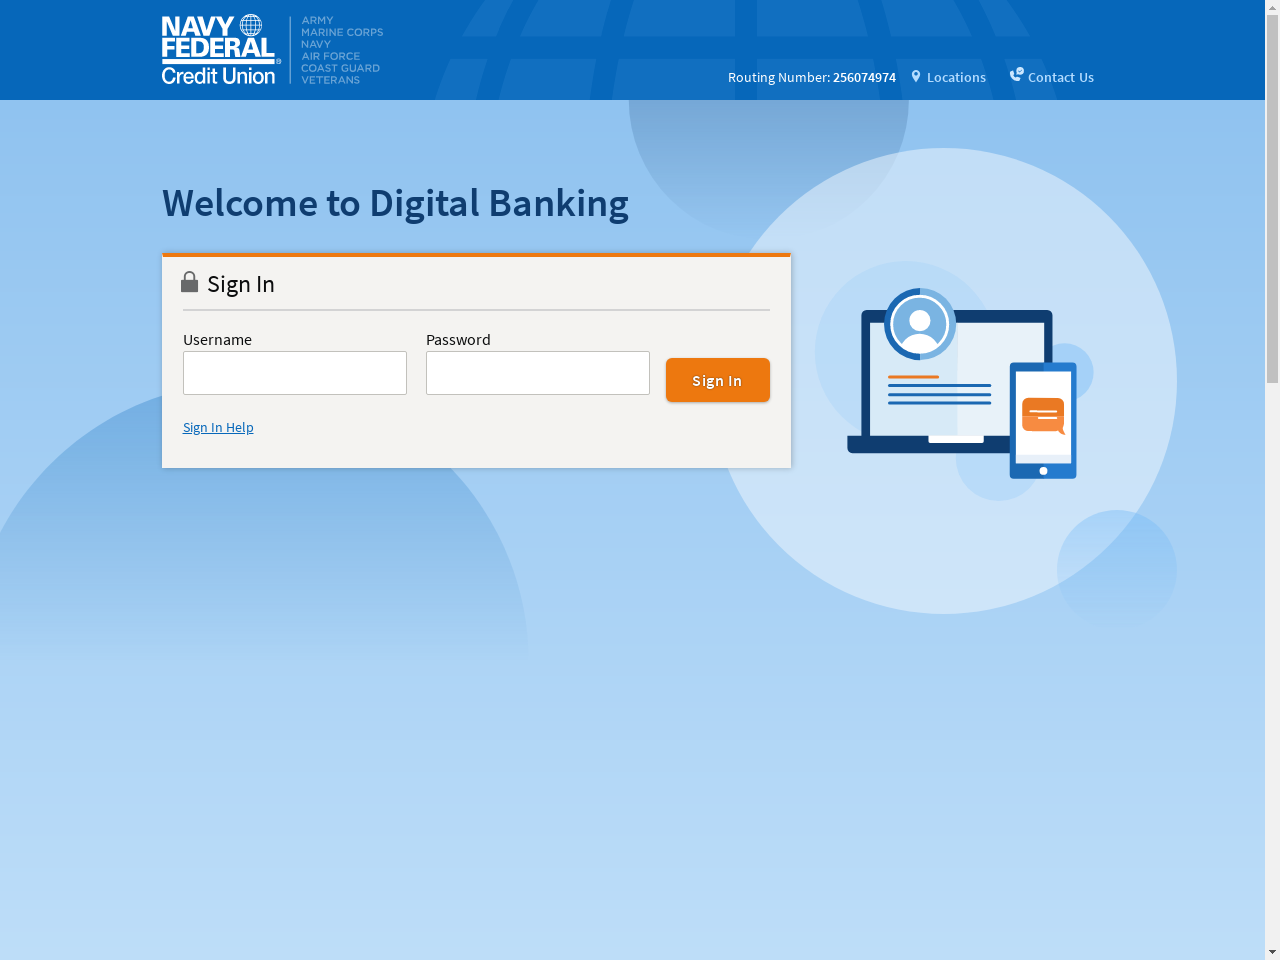 NAVY
FEDERAL®
Credit Union
ARMY
MARINE CORPS
NAVY
AIR FORCE
COAST GUARD
VETERANS
Routing Number: 256074974 Locations Contact Us
Welcome to Digital Banking
Sign In
Username Password
Sign In
Sign In Help